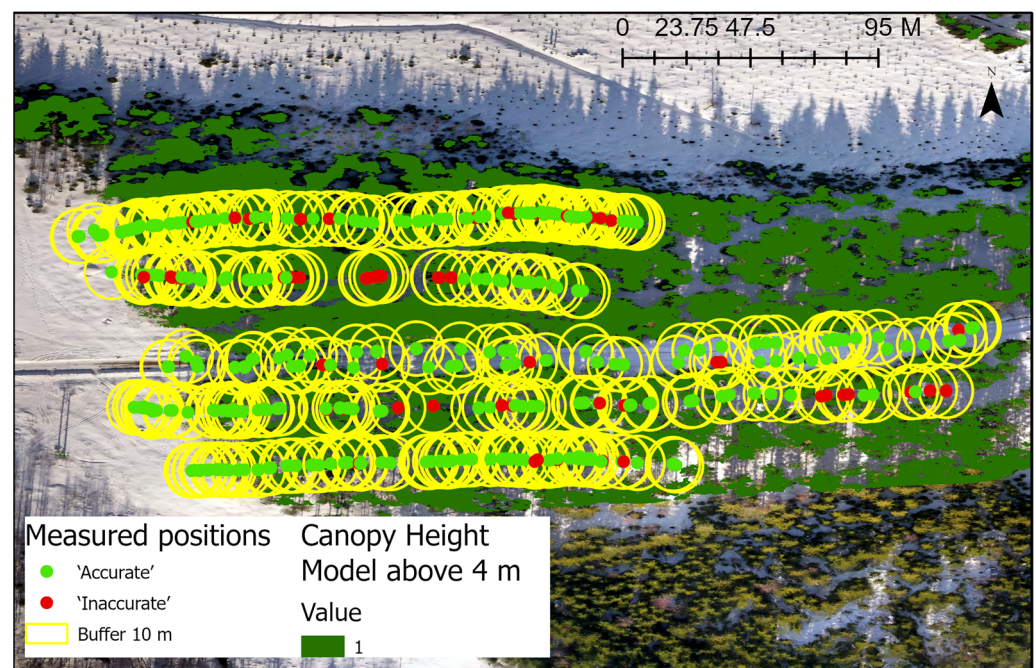 0 23.75 47.5 95 M
N
Measured positions
‘Accurate’
‘Inaccurate’
Buffer 10 m
Canopy Height
Model above 4 m
Value
1